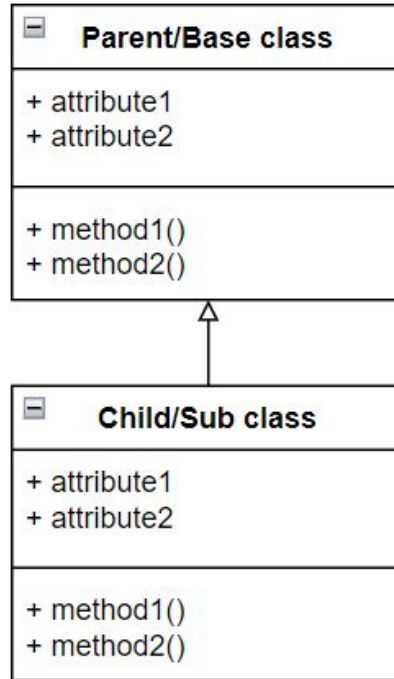 Parent/Base class
+ attribute1
+ attribute2
+ method1()
+ method2()
Child/Sub class
+ attribute1
+ attribute2
+ method1()
+ method2()